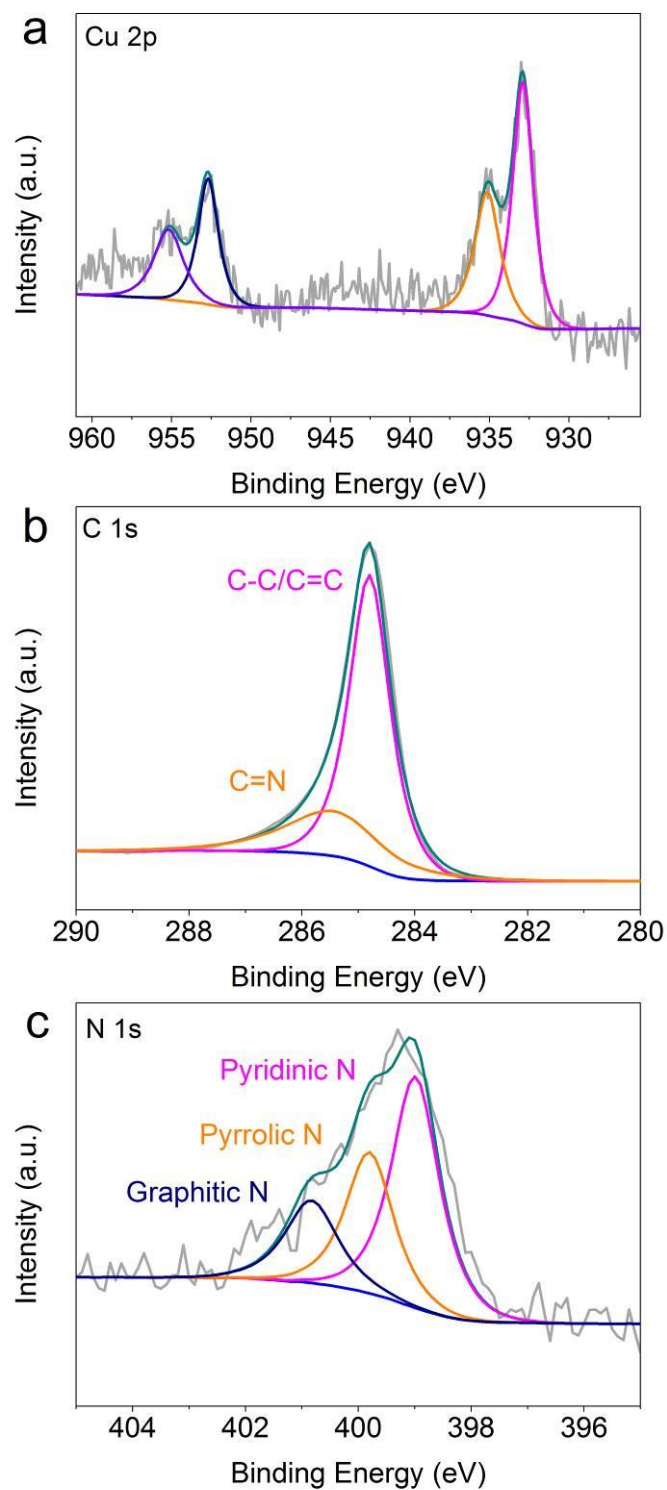 a
Cu 2p
Intensity (a.u.)
960 955 950 945 940 935 930
Binding Energy (eV)
b
C 1s
C-C/C=C
C=N
Intensity (a.u.)
290 288 286 284 282 280
Binding Energy (eV)
c
N 1s
Pyridinic N
Pyrrolic N
Graphitic N
Intensity (a.u.)
404 402 400 398 396
Binding Energy (eV)